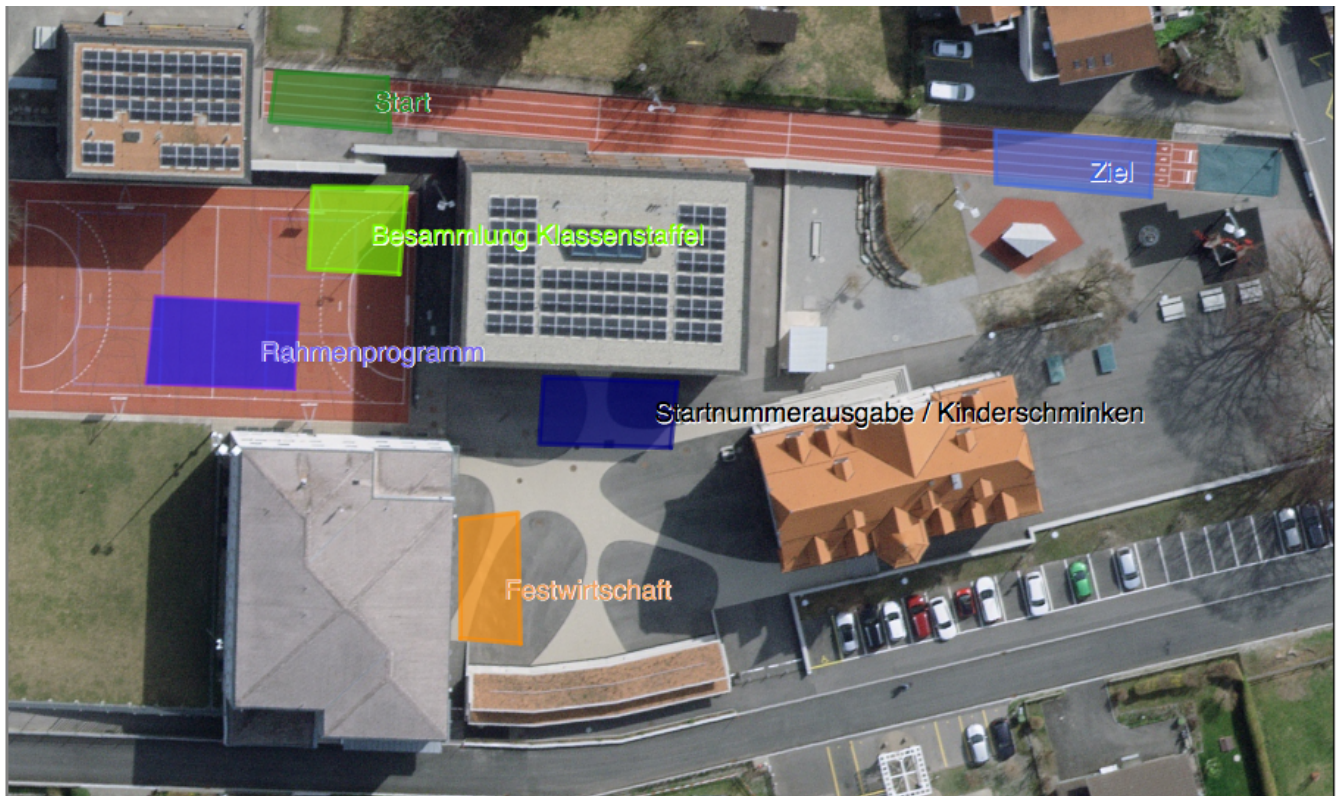 Start
Ziel
Besammlung Klassenstaffel
Rahmenprogramm
Startnummerausgabe / Kinderschminken
Festwirtschaft